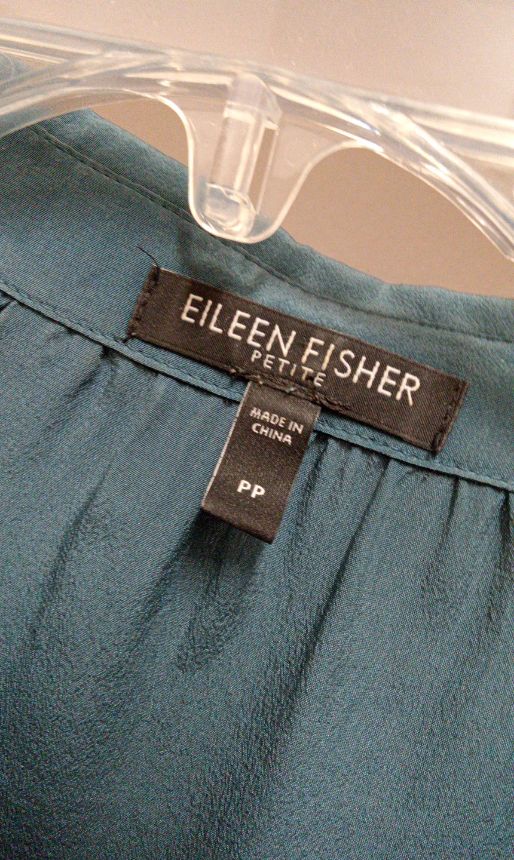 EILEEN FISHER
PETITE
MADE IN
CHINA
PP